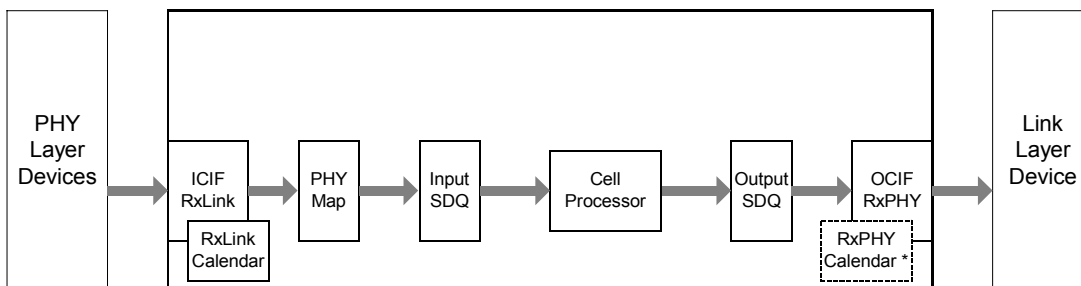 PHY
Layer
Devices
ICIF
RxLink
RxLink
Calendar
PHY
Map
Input
SDQ
Cell
Processor
Output
SDQ
OCIF
RxPHY
RxPHY
Calendar *
Link
Layer
Device